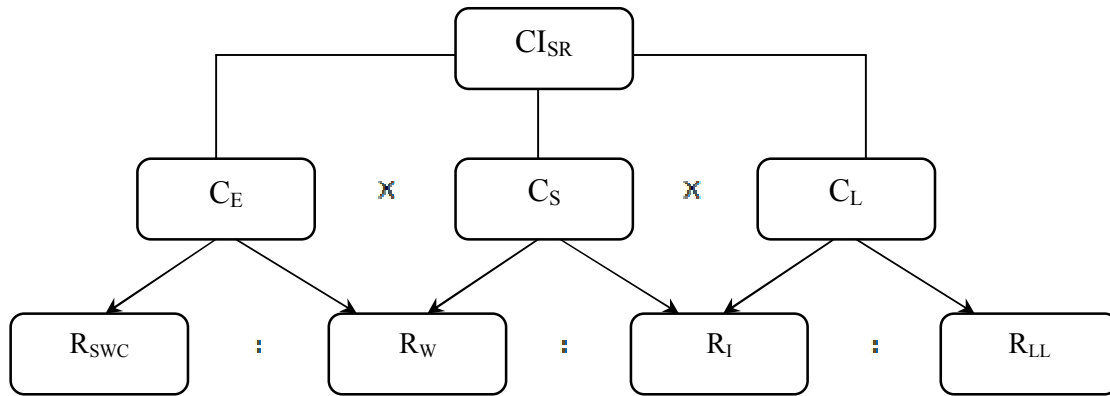 CI_SR
C_E × C_S × C_L
R_SWC : R_W : R_I : R_LL